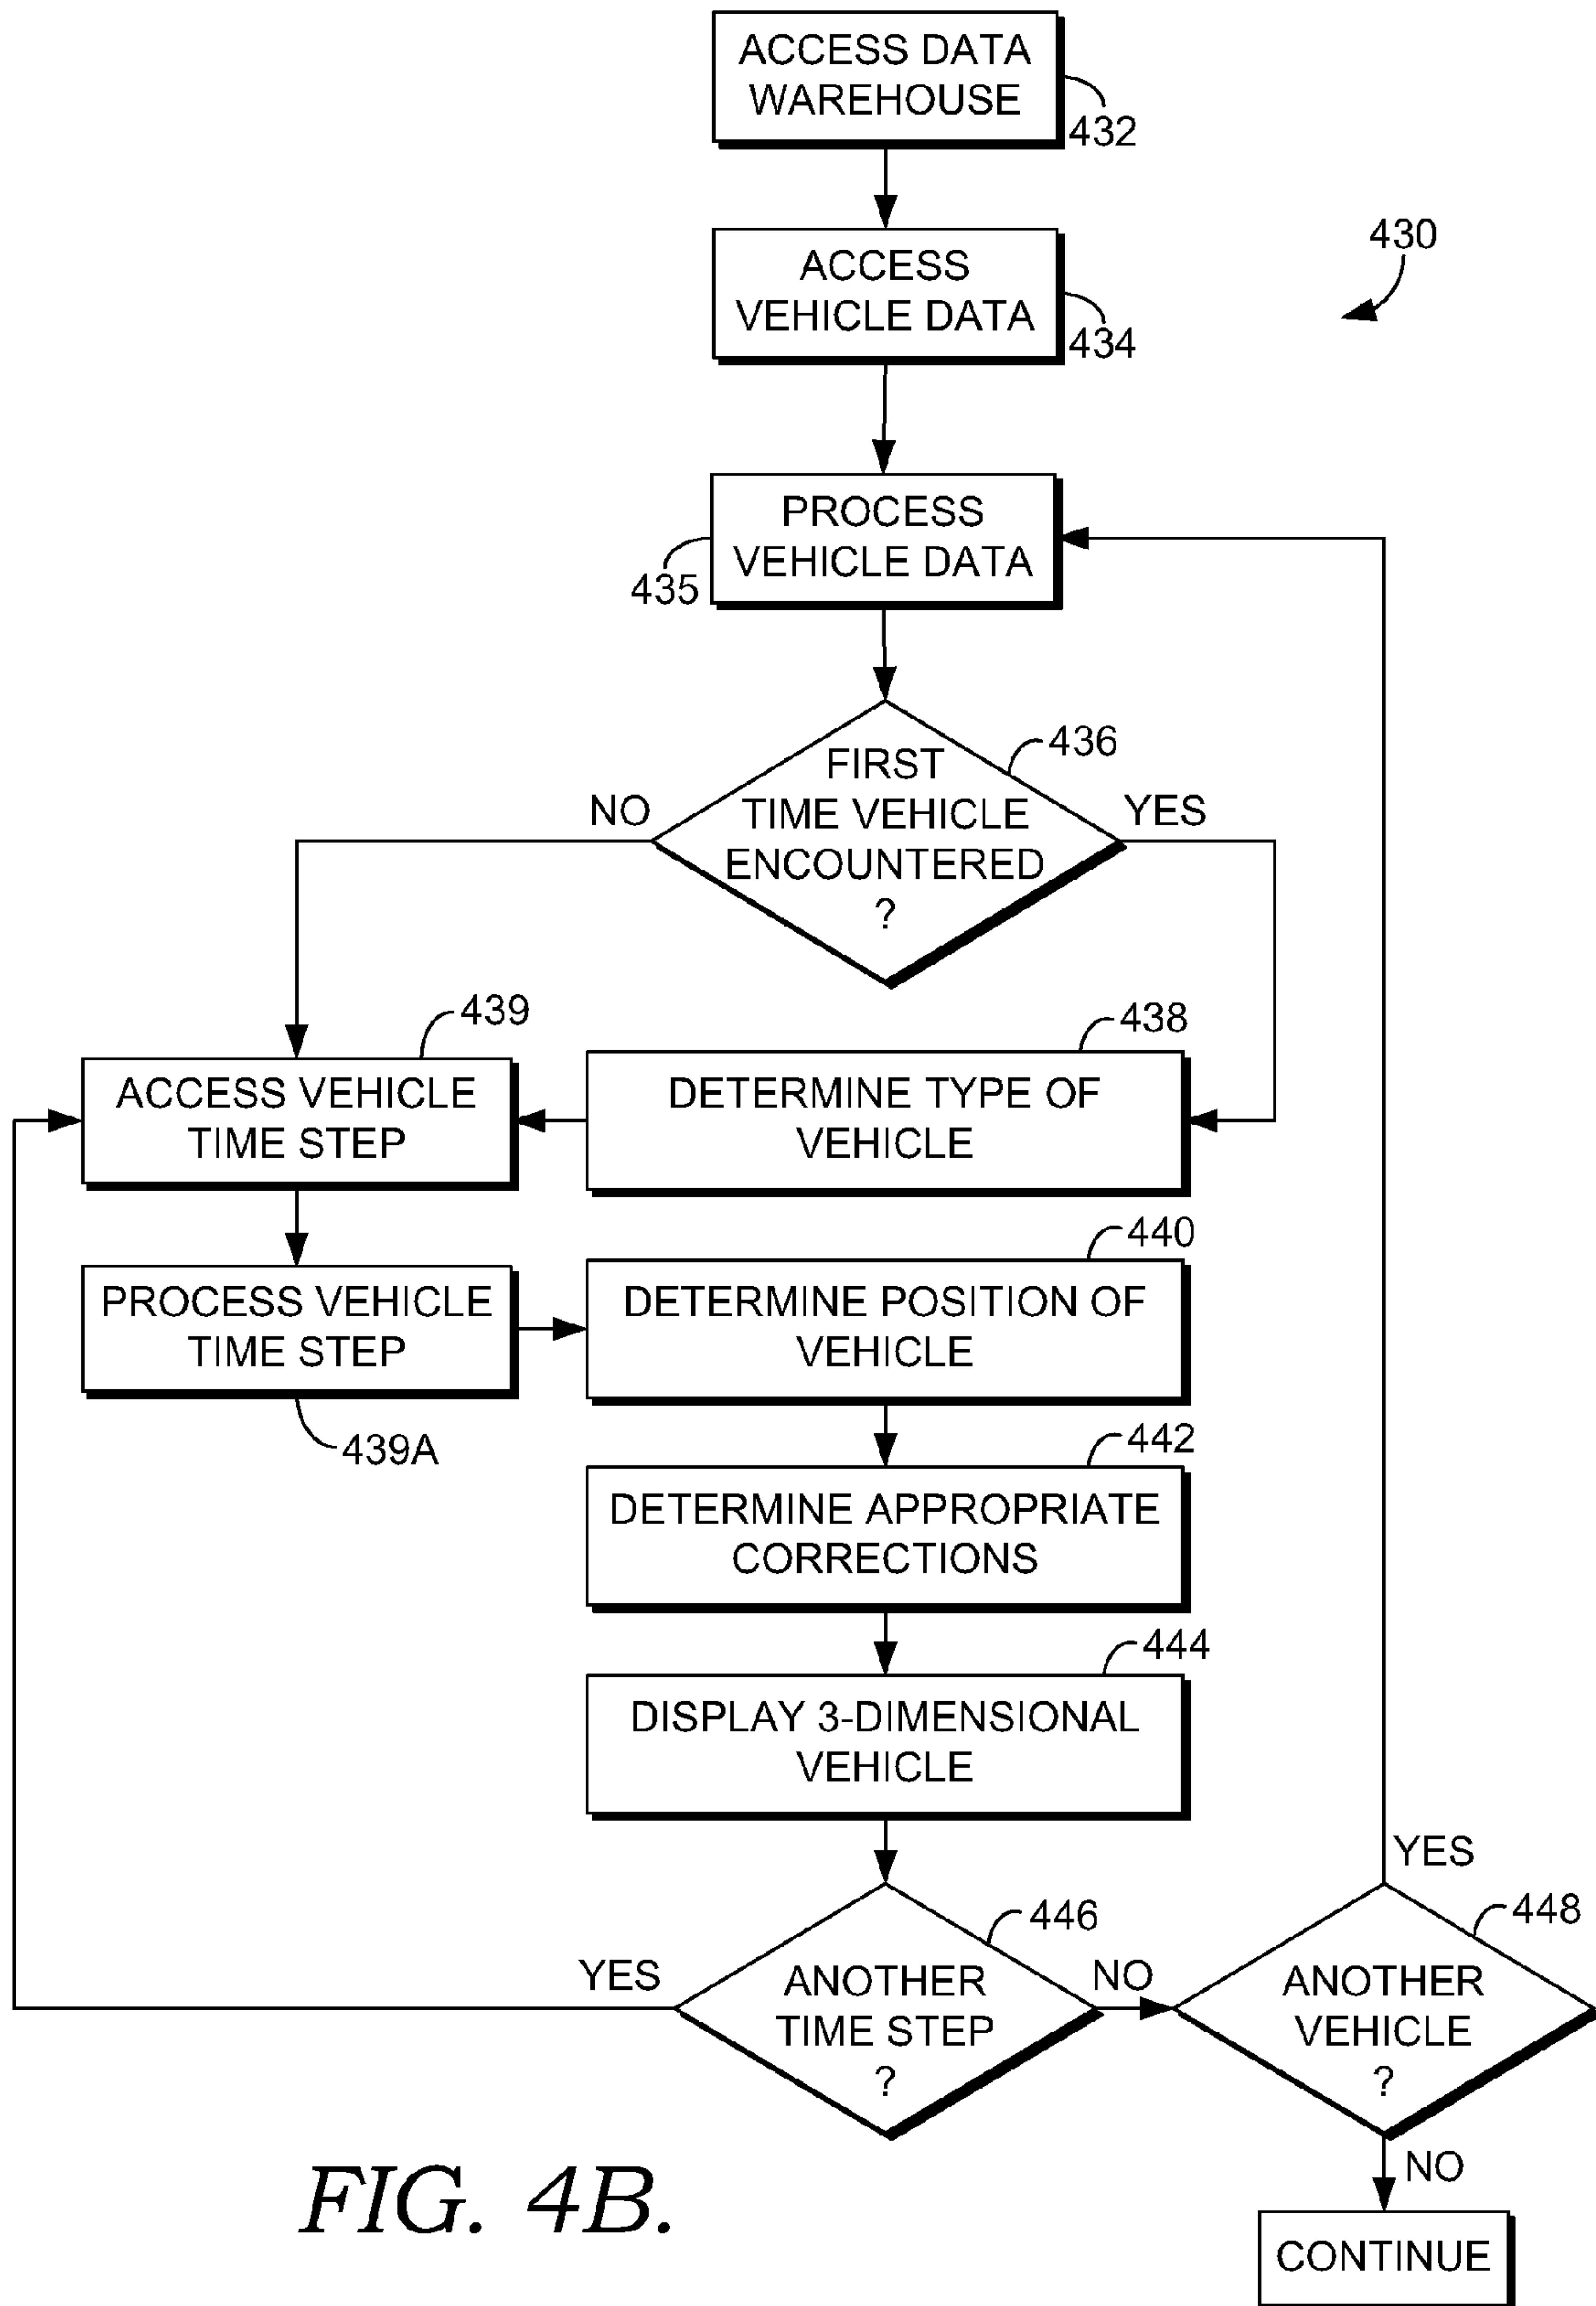 ACCESS DATA
WAREHOUSE
432
ACCESS
VEHICLE DATA
434
430
PROCESS
VEHICLE DATA
435
436
FIRST
TIME VEHICLE
ENCOUNTERED
?
NO
YES
439
438
ACCESS VEHICLE
TIME STEP
DETERMINE TYPE OF
VEHICLE
440
PROCESS VEHICLE
TIME STEP
439A
DETERMINE POSITION OF
VEHICLE
442
DETERMINE APPROPRIATE
CORRECTIONS
444
DISPLAY 3-DIMENSIONAL
VEHICLE
446
YES
ANOTHER
TIME STEP
?
NO
YES
448
ANOTHER
VEHICLE
?
NO
CONTINUE
FIG. 4B.